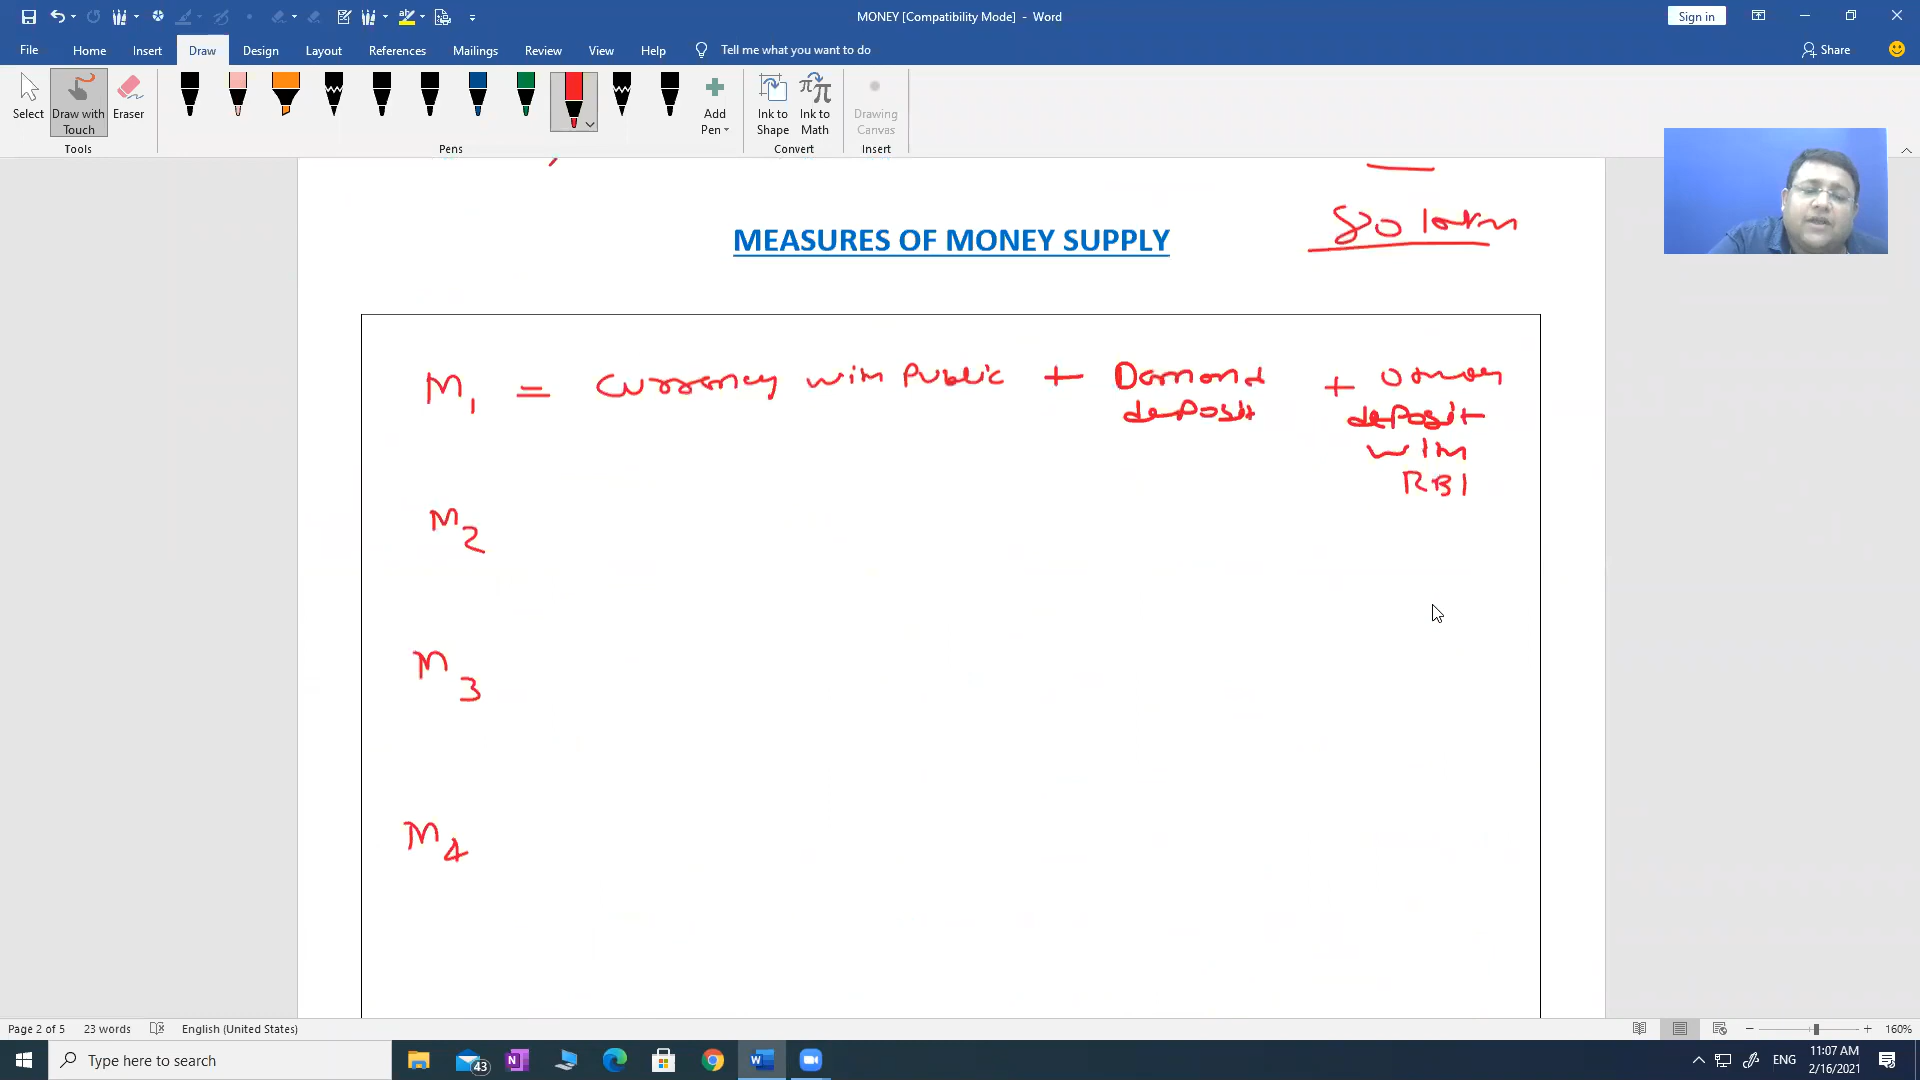 MONEY [Compatibility Mode] - Word
Sign in
File Home Insert Draw Design Layout References Mailings Review View Help Tell me what you want to do Share
Select Draw with Touch Eraser Add Pen Ink to Shape Ink to Math Drawing Canvas
Tools Pens Convert Insert
MEASURES OF MONEY SUPPLY
80
M1 = Currency with Public + Demand deposit + other deposit with RBI
M2
M3
M4
Page 2 of 5 23 words English (United States) 160%
Type here to search
43
ENG
11:07 AM
2/16/2021